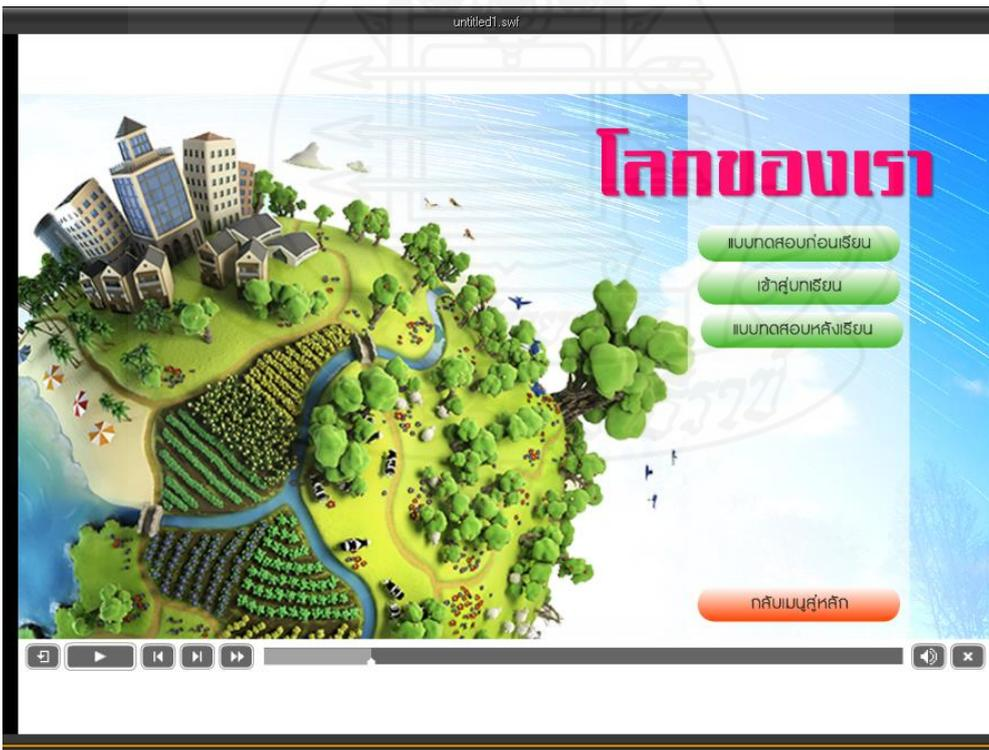 untitled1.swf
โลกของเรา
แบบทดสอบก่อนเรียน
เข้าสู่บทเรียน
แบบทดสอบหลังเรียน
กลับเมนูสู่หลัก